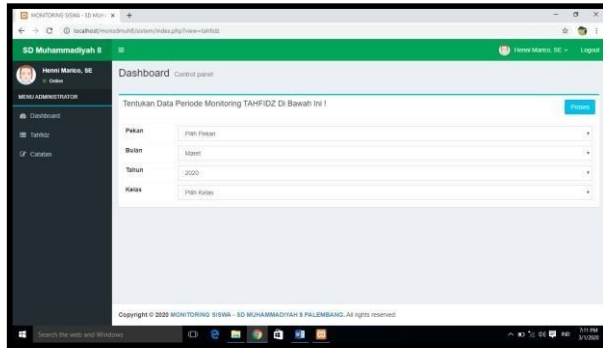 MONITORING SISWA - SD MUH
localhost/monsdmuh8/sistem/index.php?view=tahfidz
SD Muhammadiyah 8
Henni Marico, SE
Logout
Henni Marico, SE
Online
Dashboard Control panel
MENU ADMINISTRATOR
Dashboard
Tahfidz
Catatan
Tentukan Data Periode Monitoring TAHFIDZ Di Bawah Ini !
Proses
Pekan
Pilih Pekan
Bulan
Maret
Tahun
2020
Kelas
Pilih Kelas
Copyright © 2020 MONITORING SISWA - SD MUHAMMADIYAH 8 PALEMBANG. All rights reserved.
Search the web and Windows
IND
7:11 PM
3/1/2020